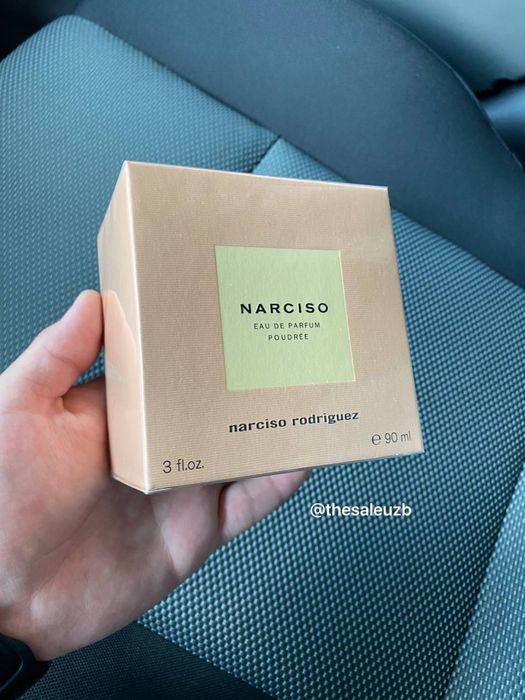 NARCISO
EAU DE PARFUM
POUDRÉE
narciso rodriguez
3 fl.oz.
℮ 90 ml
@thesaleuzb